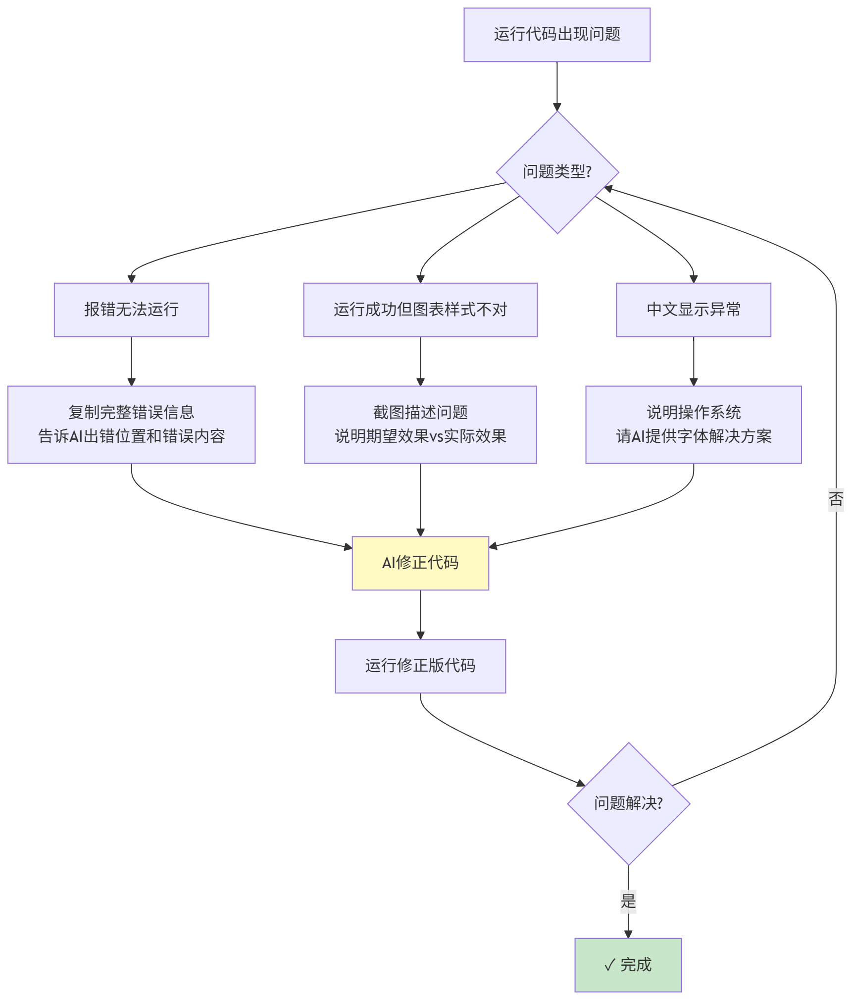 运行代码出现问题
问题类型?
报错无法运行
运行成功但图表样式不对
中文显示异常
复制完整错误信息
告诉AI出错位置和错误内容
截图描述问题
说明期望效果vs实际效果
说明操作系统
请AI提供字体解决方案
否
AI修正代码
运行修正版代码
问题解决?
是
✓ 完成